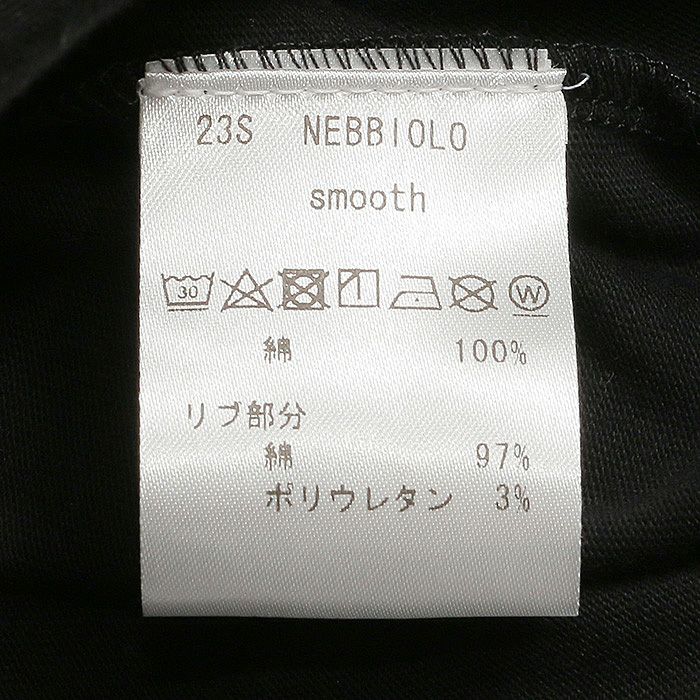 23S NEBBIOLO
smooth
30 W
綿 100%
リブ部分
綿 97%
ポリウレタン 3%